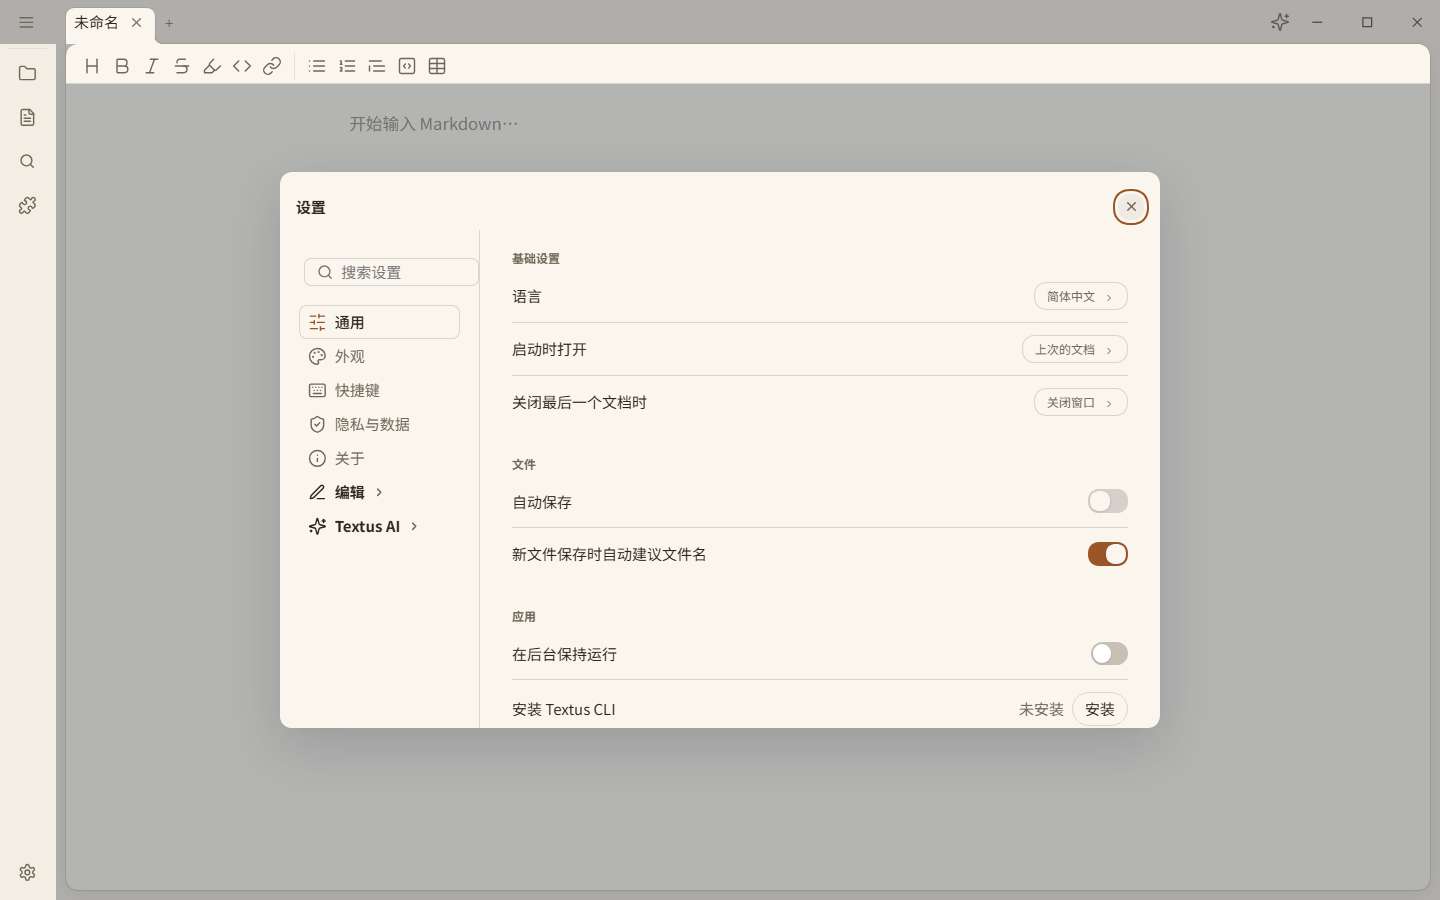 未命名
开始输入 Markdown…
设置
搜索设置
通用
外观
快捷键
隐私与数据
关于
编辑
Textus AI
基础设置
语言 简体中文
启动时打开 上次的文档
关闭最后一个文档时 关闭窗口
文件
自动保存
新文件保存时自动建议文件名
应用
在后台保持运行
安装 Textus CLI 未安装 安装